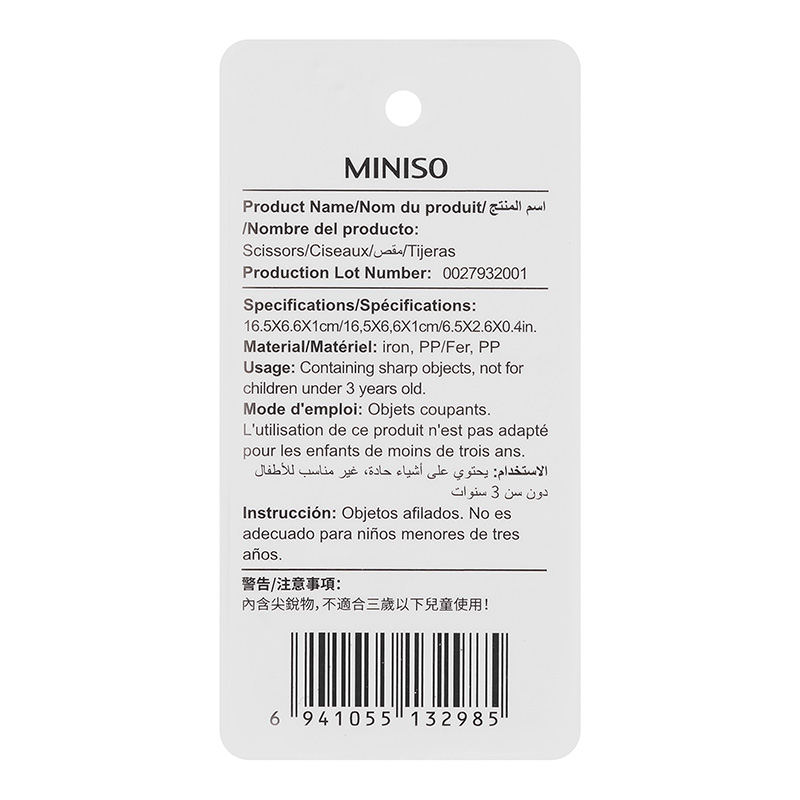 MINISO
Product Name/Nom du produit/اسم المنتج
/Nombre del producto:
Scissors/Ciseaux/مقص/Tijeras
Production Lot Number: 0027932001
Specifications/Spécifications:
16.5X6.6X1cm/16,5X6,6X1cm/6.5X2.6X0.4in.
Material/Matériel: iron, PP/Fer, PP
Usage: Containing sharp objects, not for
children under 3 years old.
Mode d'emploi: Objets coupants.
L'utilisation de ce produit n'est pas adapté
pour les enfants de moins de trois ans.
الاستخدام: يحتوي على أشياء حادة، غير مناسب للأطفال
دون سن 3 سنوات
Instrucción: Objetos afilados. No es
adecuado para niños menores de tres
años.
警告/注意事項：
內含尖銳物，不適合三歲以下兒童使用！
6 941055 132985